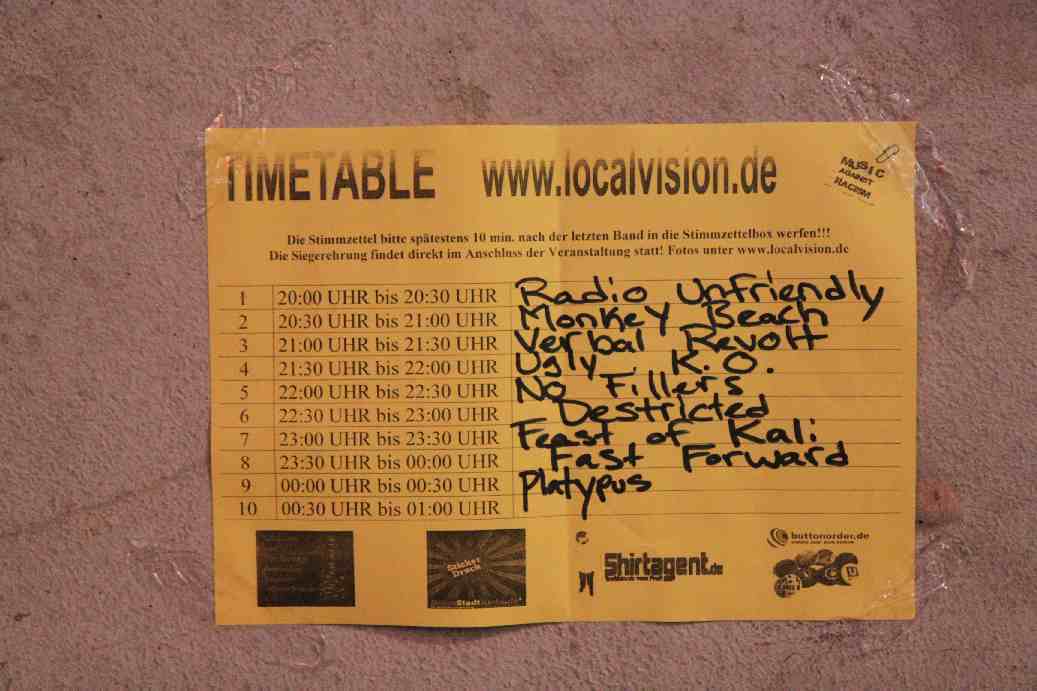 TIMETABLE www.localvision.de
MUSIC
AGAINST
RACISM
Die Stimmzettel bitte spätestens 10 min. nach der letzten Band in die Stimmzettelbox werfen!!!
Die Siegerehrung findet direkt im Anschluss der Veranstaltung statt! Fotos unter www.localvision.de
1 20:00 UHR bis 20:30 UHR Radio Unfriendly
2 20:30 UHR bis 21:00 UHR Monkey Beach
3 21:00 UHR bis 21:30 UHR Verbal Revolt
4 21:30 UHR bis 22:00 UHR Ugly K.O.
5 22:00 UHR bis 22:30 UHR No Fillers
6 22:30 UHR bis 23:00 UHR Destricted
7 23:00 UHR bis 23:30 UHR Feast of Kali
8 23:30 UHR bis 00:00 UHR Fast Forward
9 00:00 UHR bis 00:30 UHR Platypus
10 00:30 UHR bis 01:00 UHR
Sticker
Druck
Shirtagent.de
buttonorder.de